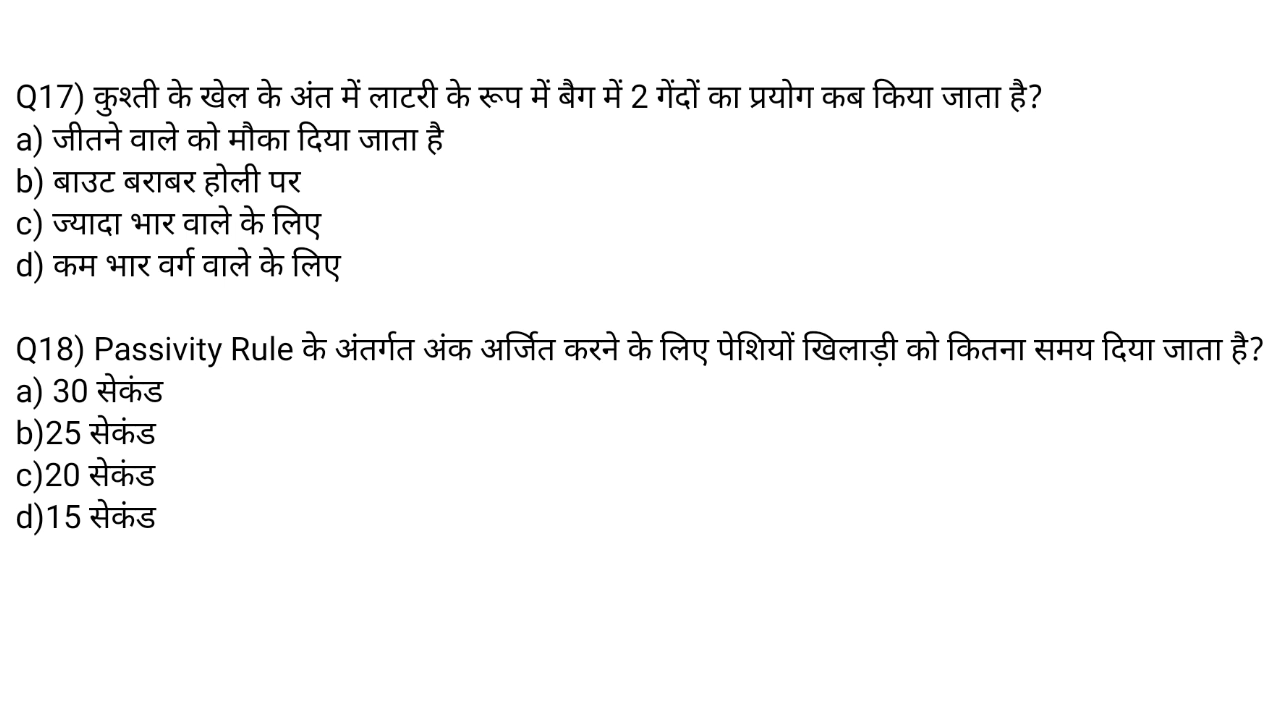 Q17) कुश्ती के खेल के अंत में लाटरी के रूप में बैग में 2 गेंदों का प्रयोग कब किया जाता है?
a) जीतने वाले को मौका दिया जाता है
b) बाउट बराबर होली पर
c) ज्यादा भार वाले के लिए
d) कम भार वर्ग वाले के लिए
Q18) Passivity Rule के अंतर्गत अंक अर्जित करने के लिए पेशियों खिलाड़ी को कितना समय दिया जाता है?
a) 30 सेकंड
b)25 सेकंड
c)20 सेकंड
d)15 सेकंड